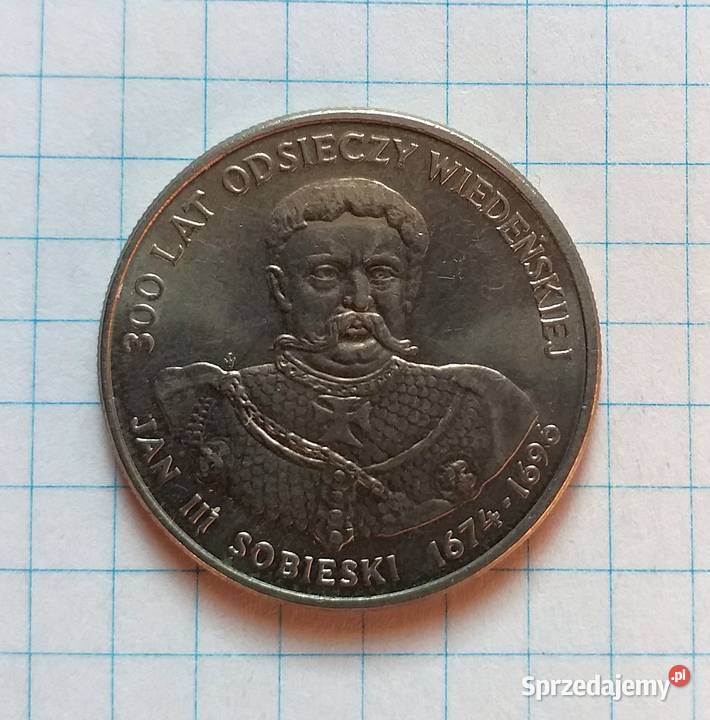 300 LAT ODSIECZY WIEDEŃSKIEJ
JAN III SOBIESKI 1674-1696
Sprzedajemy.pl